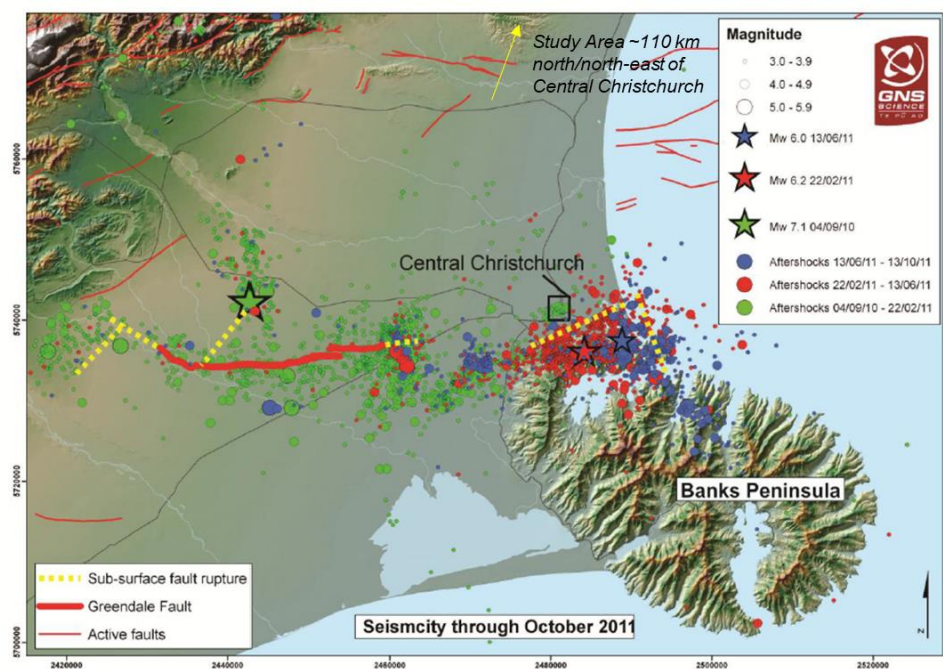 Study Area ~110 km
north/north-east of
Central Christchurch
Magnitude
3.0 - 3.9
4.0 - 4.9
5.0 - 5.9
Mw 6.0 13/06/11
Mw 6.2 22/02/11
Mw 7.1 04/09/10
Aftershocks 13/06/11 - 13/10/11
Aftershocks 22/02/11 - 13/06/11
Aftershocks 04/09/10 - 22/02/11
GNS
SCIENCE
TE PŪ AO
Central Christchurch
Banks Peninsula
Sub-surface fault rupture
Greendale Fault
Active faults
Seismcity through October 2011
N
5760000
5740000
5720000
5700000
2420000
2440000
2460000
2480000
2500000
2520000